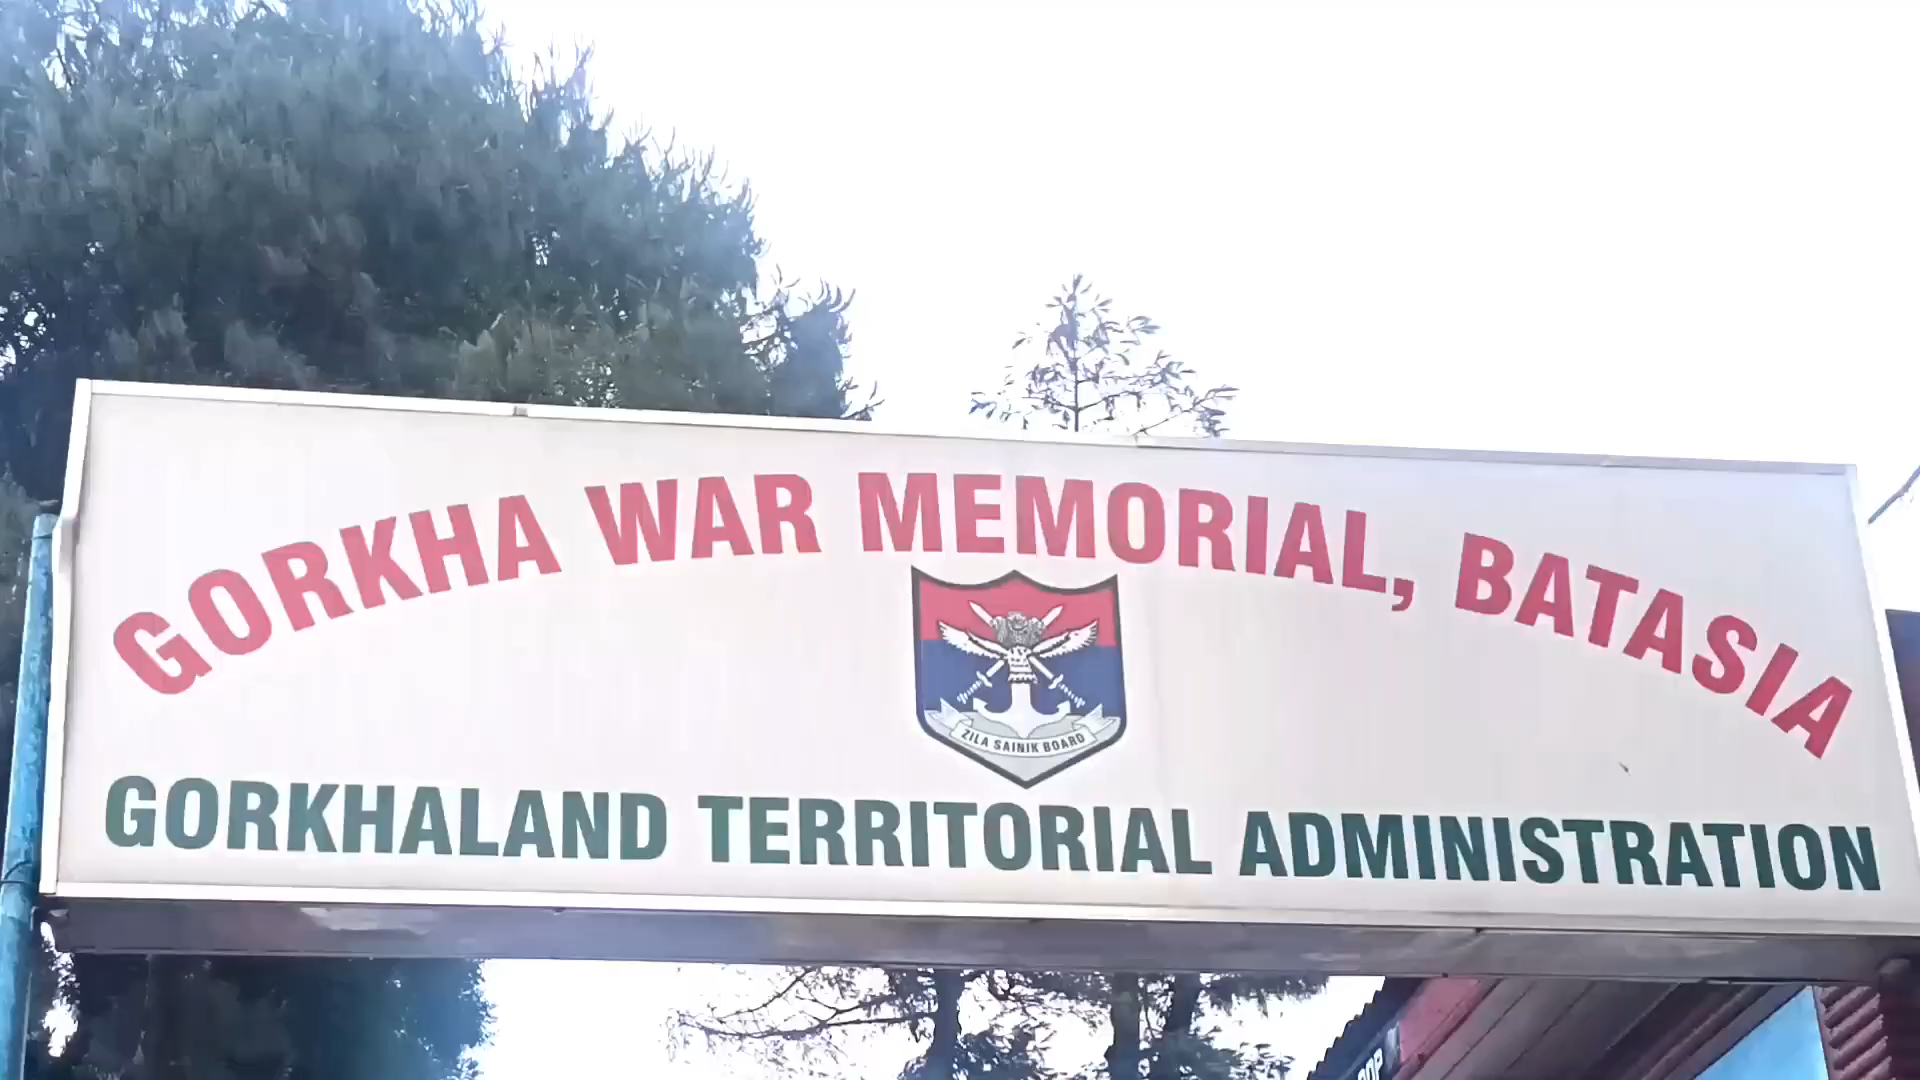 GORKHA WAR MEMORIAL, BATASIA
ZILA SAINIK BOARD
GORKHALAND TERRITORIAL ADMINISTRATION